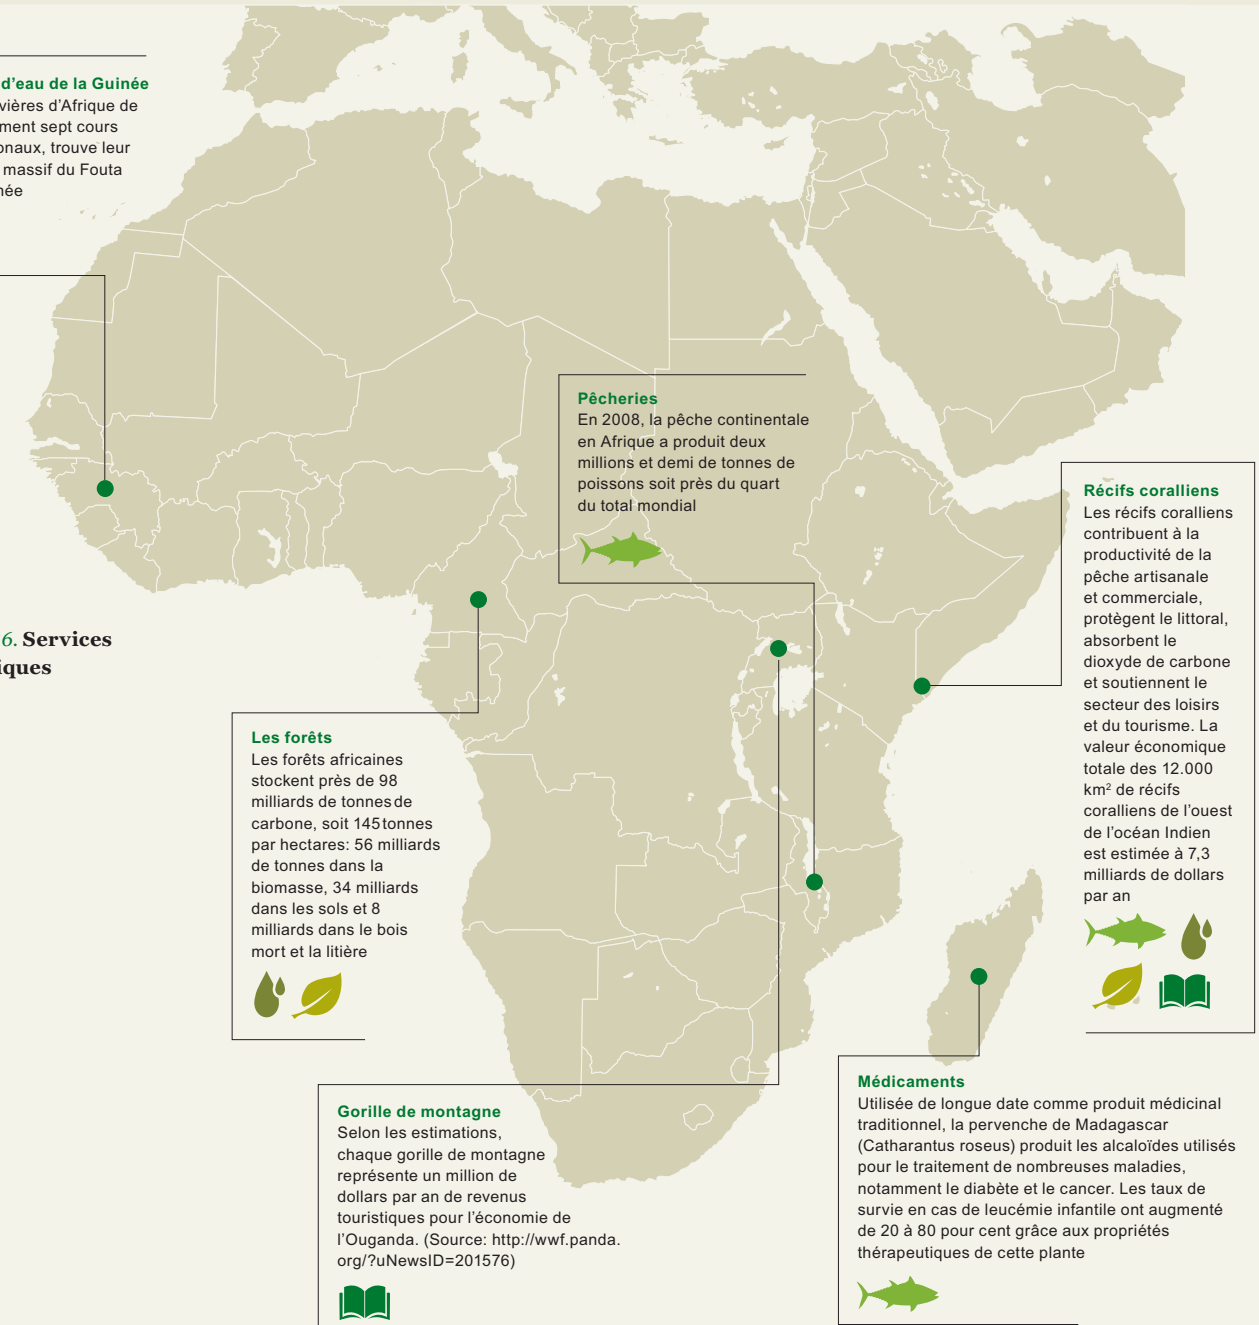 d’eau de la Guinée
vières d’Afrique de
ment sept cours
onaux, trouve leur
massif du Fouta
née
Pêcheries
En 2008, la pêche continentale
en Afrique a produit deux
millions et demi de tonnes de
poissons soit près du quart
du total mondial
Récifs coralliens
Les récifs coralliens
contribuent à la
productivité de la
pêche artisanale
et commerciale,
protègent le littoral,
absorbent le
dioxyde de carbone
et soutiennent le
secteur des loisirs
et du tourisme. La
valeur économique
totale des 12.000
km² de récifs
coralliens de l’ouest
de l’océan Indien
est estimée à 7,3
milliards de dollars
par an
6. Services
iques
Les forêts
Les forêts africaines
stockent près de 98
milliards de tonnes de
carbone, soit 145 tonnes
par hectares: 56 milliards
de tonnes dans la
biomasse, 34 milliards
dans les sols et 8
milliards dans le bois
mort et la litière
Gorille de montagne
Selon les estimations,
chaque gorille de montagne
représente un million de
dollars par an de revenus
touristiques pour l’économie de
l’Ouganda. (Source: http://wwf.panda.
org/?uNewsID=201576)
Médicaments
Utilisée de longue date comme produit médicinal
traditionnel, la pervenche de Madagascar
(Catharantus roseus) produit les alcaloïdes utilisés
pour le traitement de nombreuses maladies,
notamment le diabète et le cancer. Les taux de
survie en cas de leucémie infantile ont augmenté
de 20 à 80 pour cent grâce aux propriétés
thérapeutiques de cette plante